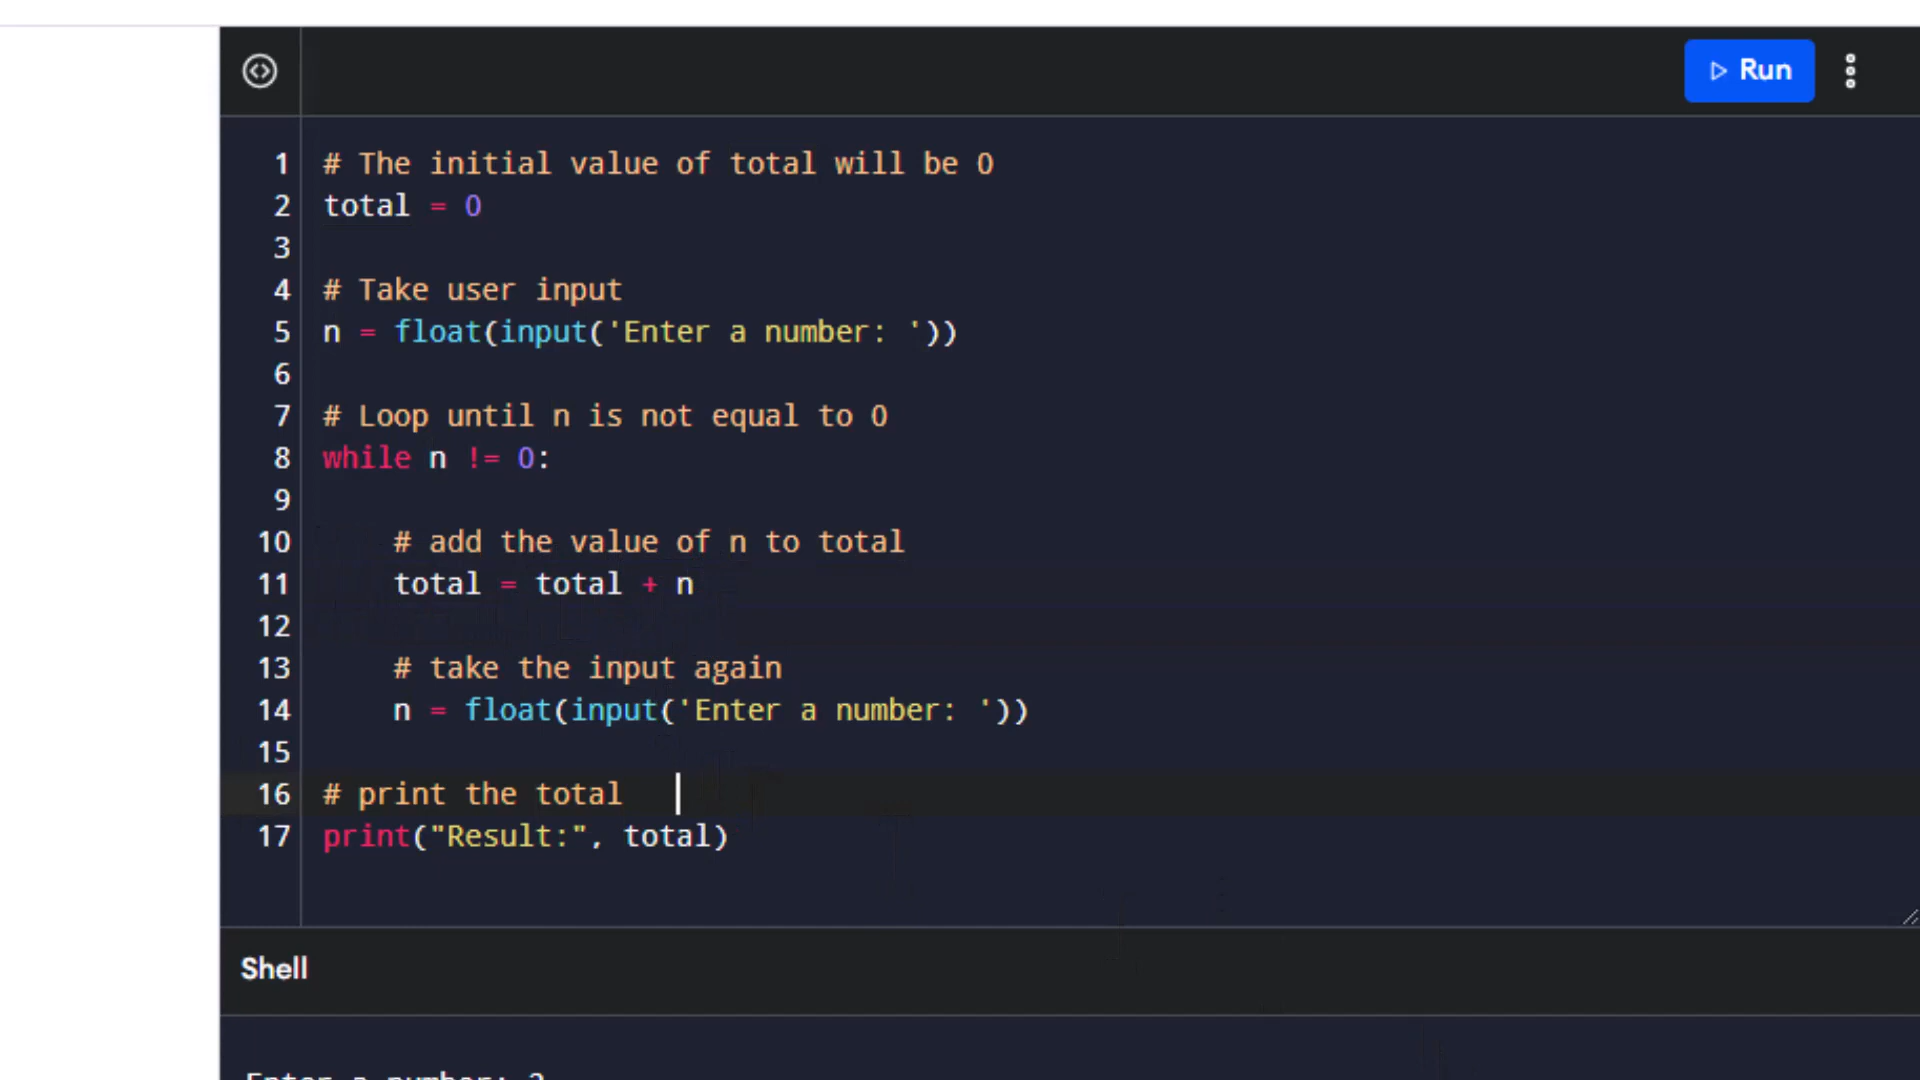 Run
1 # The initial value of total will be 0
2 total = 0
3
4 # Take user input
5 n = float(input('Enter a number: '))
6
7 # Loop until n is not equal to 0
8 while n != 0:
9
10 # add the value of n to total
11 total = total + n
12
13 # take the input again
14 n = float(input('Enter a number: '))
15
16 # print the total
17 print("Result:", total)
Shell
Enter a number: